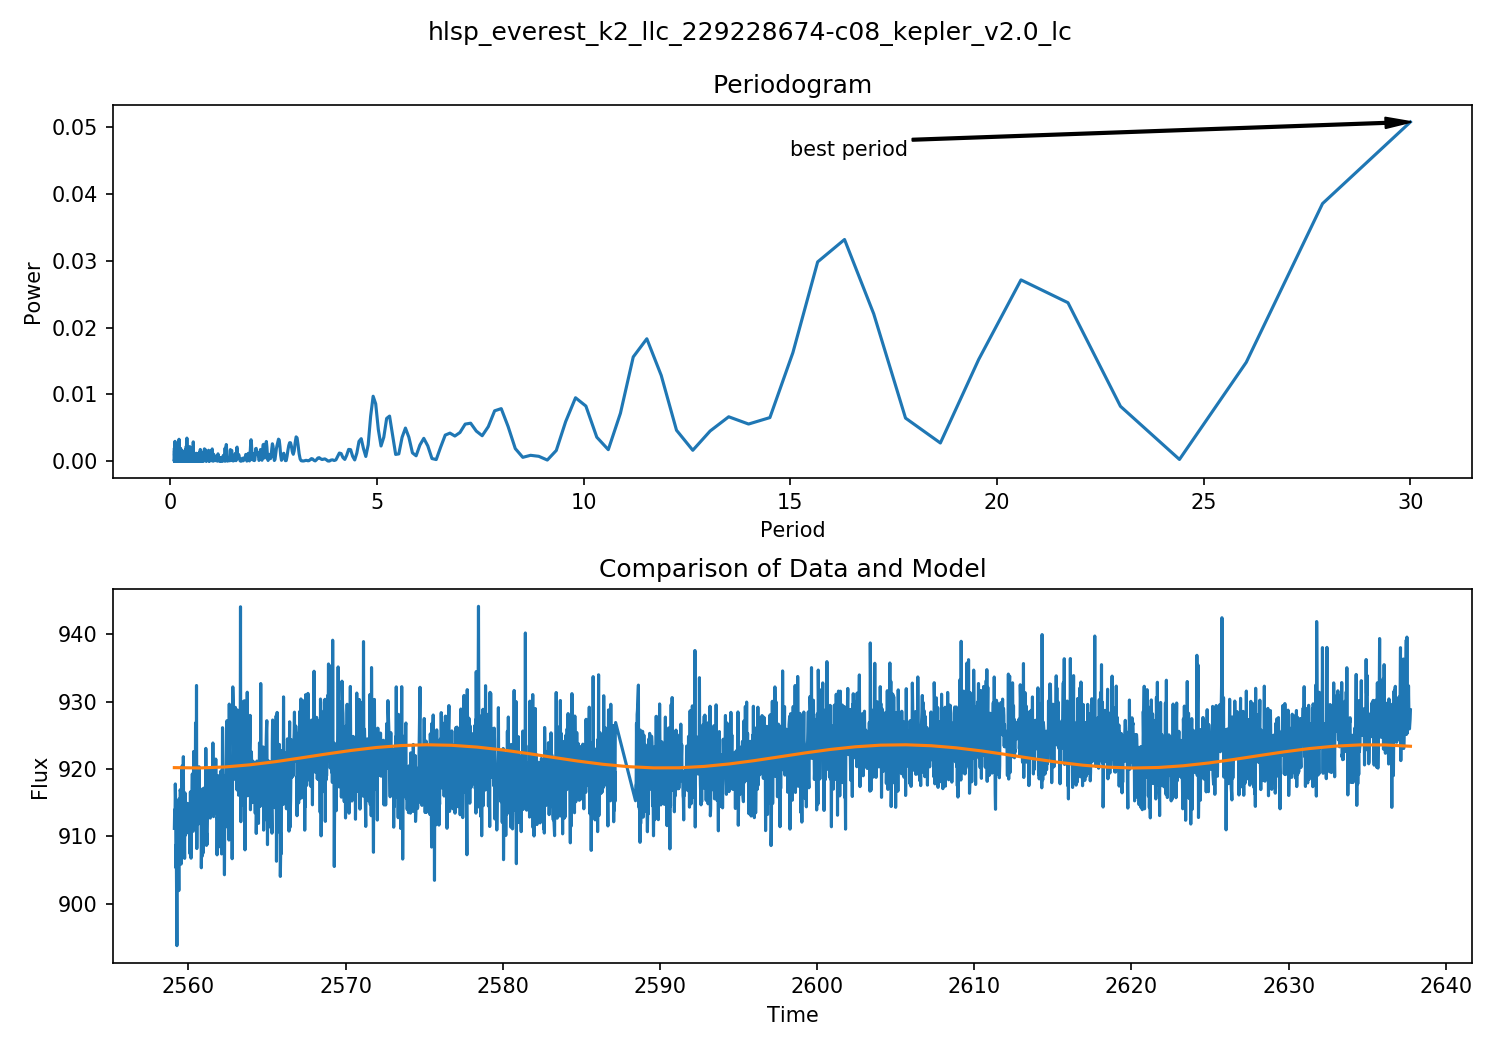 hlsp_everest_k2_llc_229228674-c08_kepler_v2.0_lc
Periodogram
0.05
0.04
0.03
0.02
0.01
0.00
Power
best period
0 5 10 15 20 25 30
Period
Comparison of Data and Model
940
930
920
910
900
Flux
2560 2570 2580 2590 2600 2610 2620 2630 2640
Time